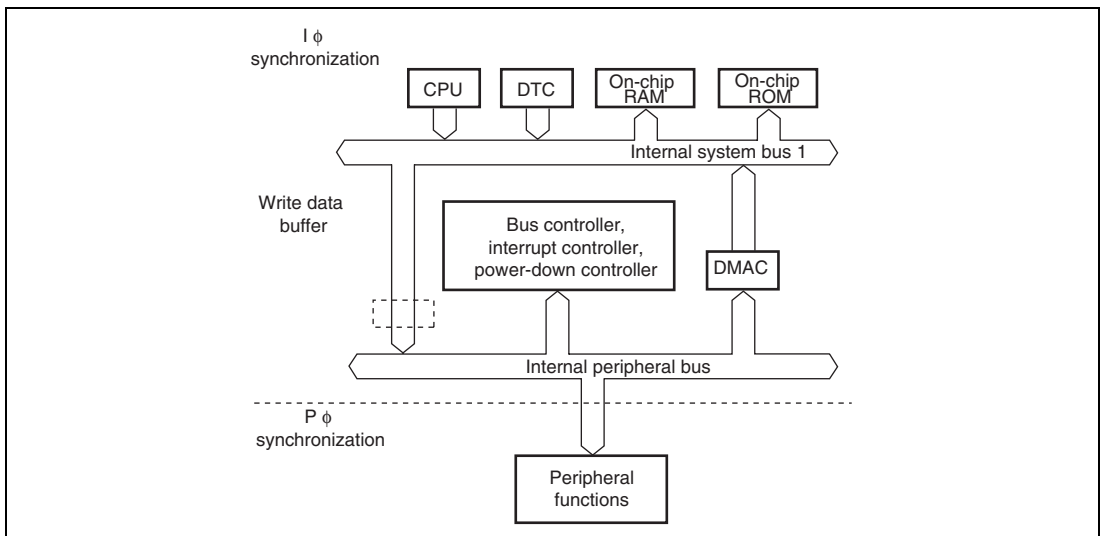 I ϕ
synchronization
CPU
DTC
On-chip
RAM
On-chip
ROM
Internal system bus 1
Write data
buffer
Bus controller,
interrupt controller,
power-down controller
DMAC
Internal peripheral bus
P ϕ
synchronization
Peripheral
functions